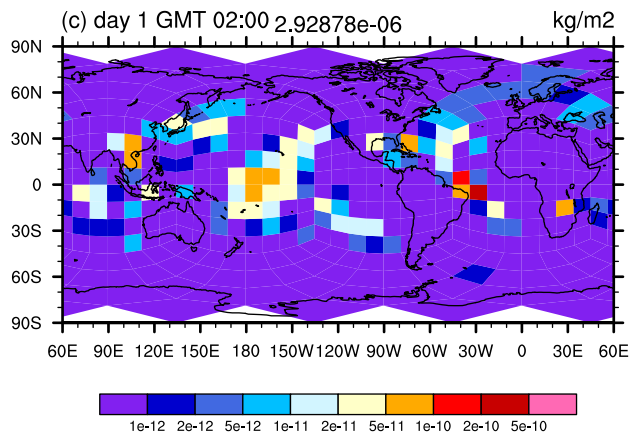 (c) day 1 GMT 02:00 2.92878e-06 kg/m2
90N
60N
30N
0
30S
60S
90S
60E 90E 120E 150E 180 150W 120W 90W 60W 30W 0 30E 60E
1e-12 2e-12 5e-12 1e-11 2e-11 5e-11 1e-10 2e-10 5e-10